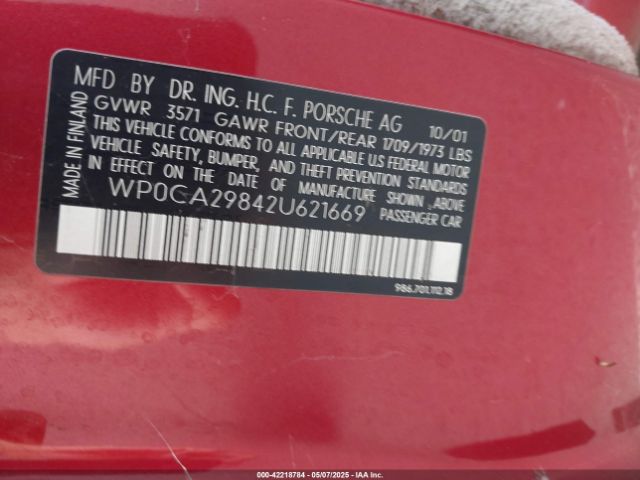 MFD BY DR. ING. H.C. F. PORSCHE AG 10/01
MADE IN FINLAND
GVWR 3571 GAWR FRONT/REAR 1709/1973 LBS
THIS VEHICLE CONFORMS TO ALL APPLICABLE U.S FEDERAL MOTOR
VEHICLE SAFETY, BUMPER, AND THEFT PREVENTION STANDARDS
IN EFFECT ON THE DATE OF MANUFACTURE SHOWN ABOVE
WP0CA29842U621669 PASSENGER CAR
986.701.112.18
000-42218784 | 05/07/2025 | IAA Inc.